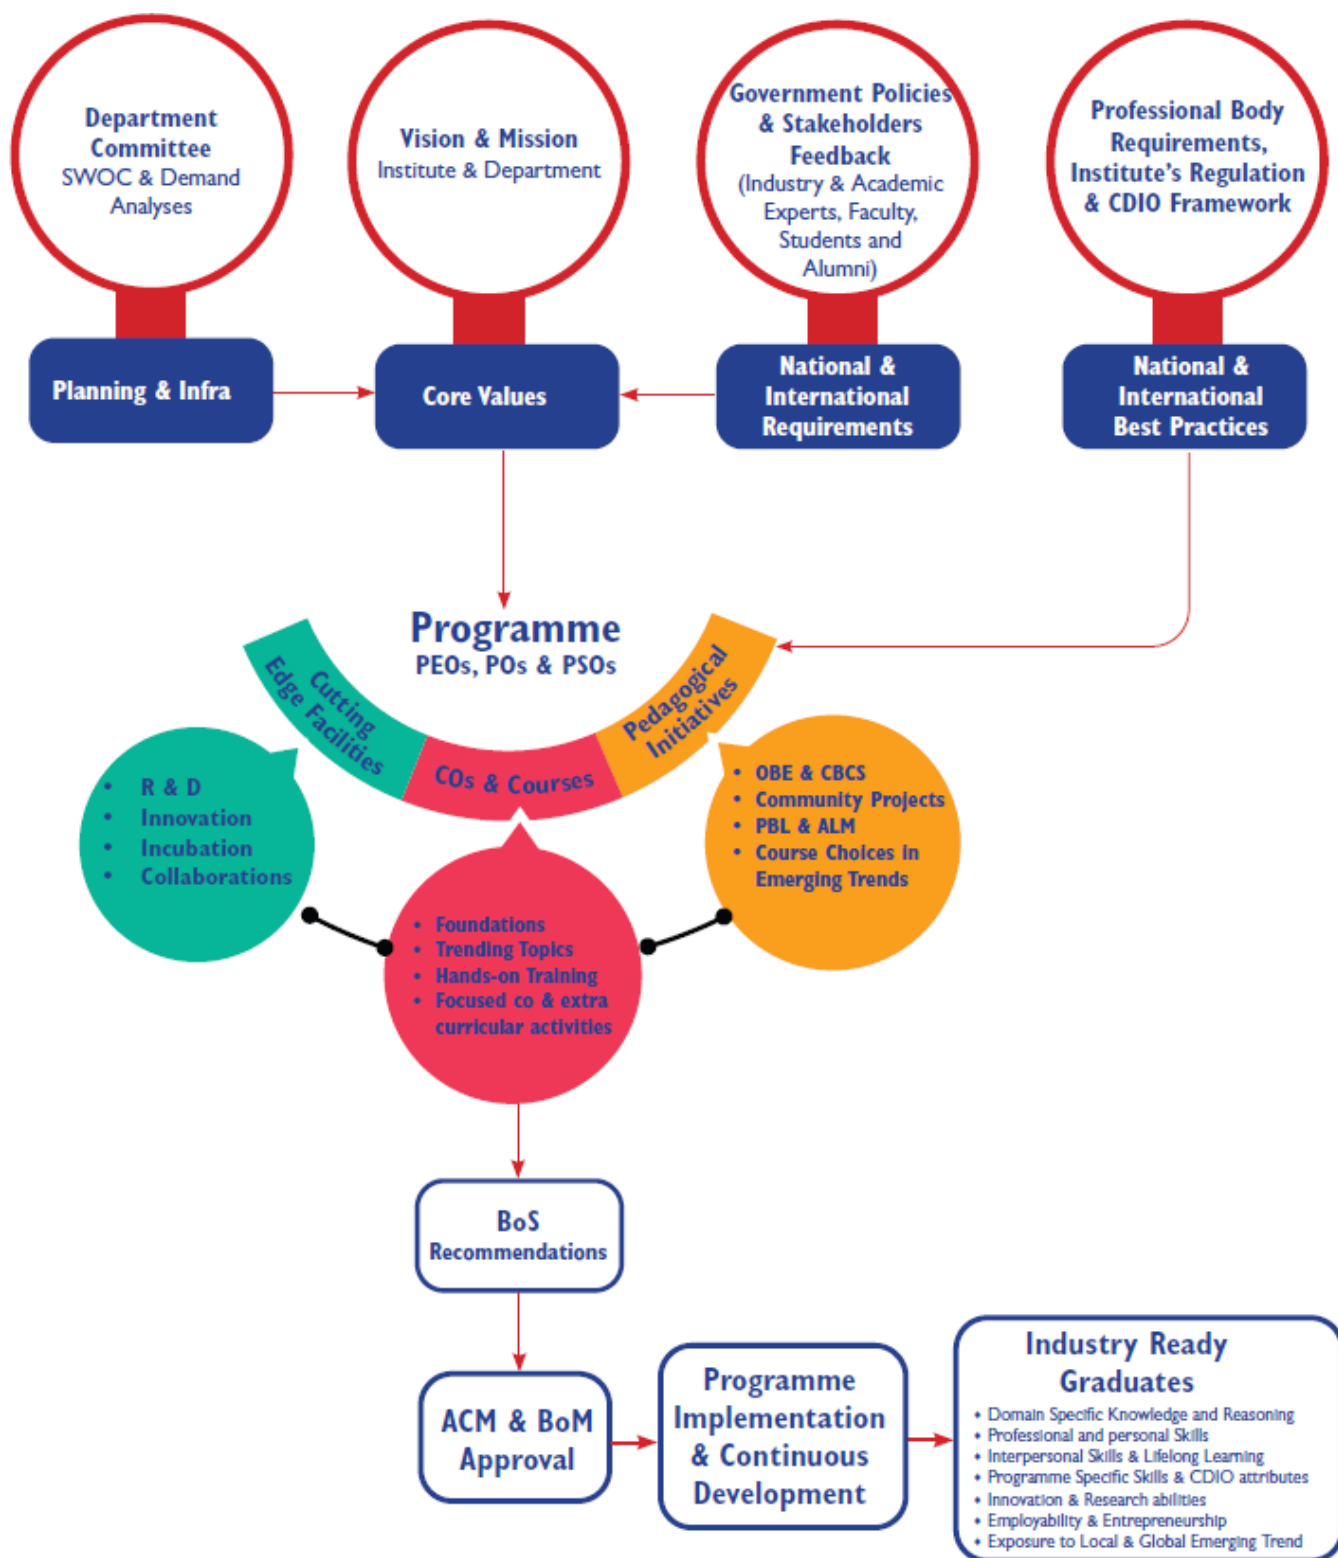 Department
Committee
SWOC & Demand
Analyses
Vision & Mission
Institute & Department
Government Policies
& Stakeholders
Feedback
(Industry & Academic
Experts, Faculty,
Students and
Alumni)
Professional Body
Requirements,
Institute's Regulation
& CDIO Framework
Planning & Infra
Core Values
National &
International
Requirements
National &
International
Best Practices
Programme
PEOs, POs & PSOs
Cutting
Edge Facilities
COs & Courses
Pedagogical
Initiatives
• R & D
• Innovation
• Incubation
• Collaborations
• Foundations
• Trending Topics
• Hands-on Training
• Focused co & extra
curricular activities
• OBE & CBCS
• Community Projects
• PBL & ALM
• Course Choices in
Emerging Trends
BoS
Recommendations
ACM & BoM
Approval
Programme
Implementation
& Continuous
Development
Industry Ready
Graduates
• Domain Specific Knowledge and Reasoning
• Professional and personal Skills
• Interpersonal Skills & Lifelong Learning
• Programme Specific Skills & CDIO attributes
• Innovation & Research abilities
• Employability & Entrepreneurship
• Exposure to Local & Global Emerging Trend